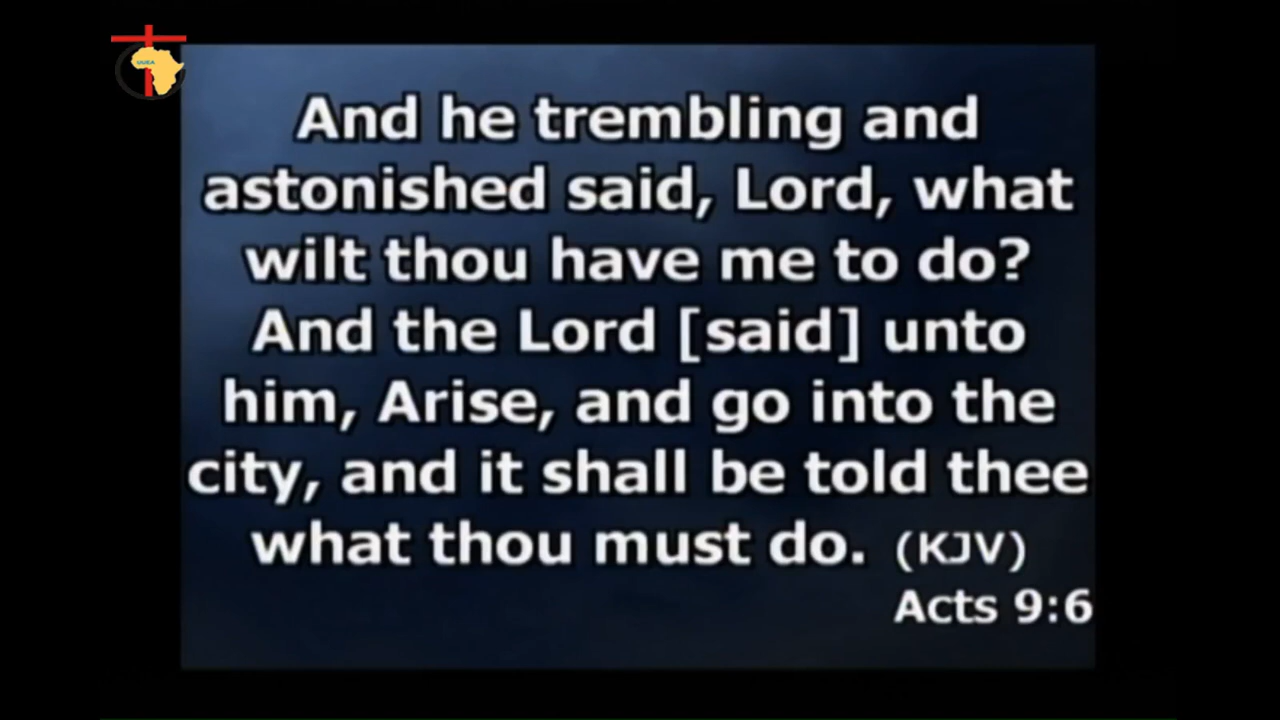 And he trembling and
astonished said, Lord, what
wilt thou have me to do?
And the Lord [said] unto
him, Arise, and go into the
city, and it shall be told thee
what thou must do. (KJV)
Acts 9:6